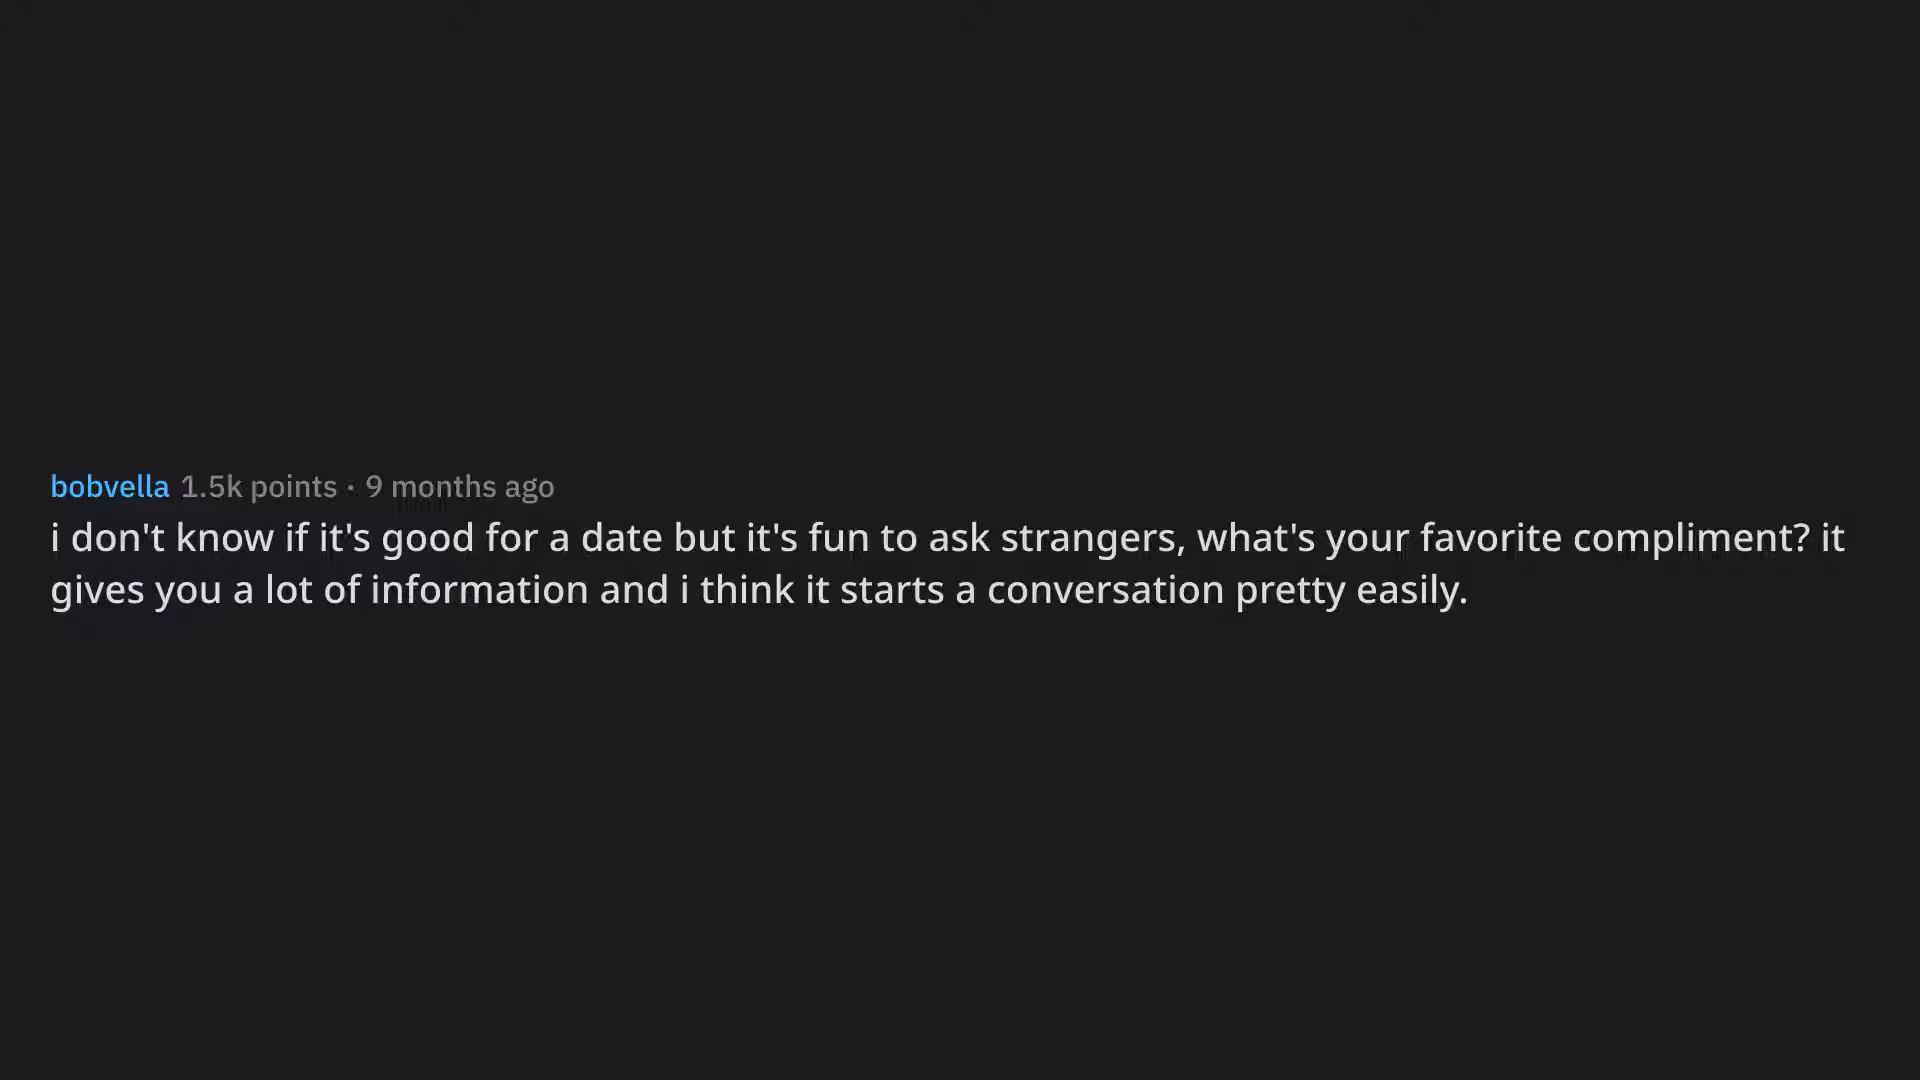 bobvella 1.5k points · 9 months ago
i don't know if it's good for a date but it's fun to ask strangers, what's your favorite compliment? it
gives you a lot of information and i think it starts a conversation pretty easily.